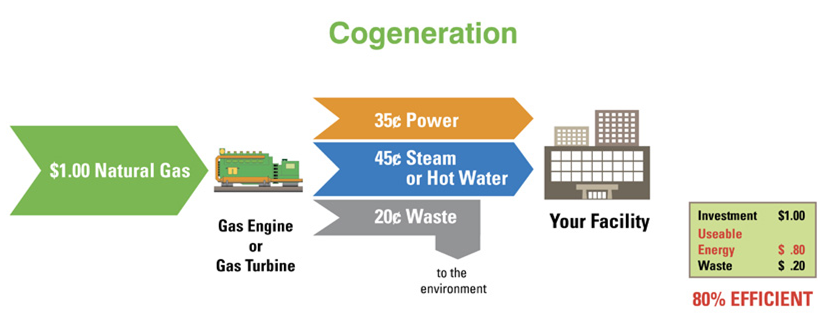 Cogeneration
$1.00 Natural Gas
Gas Engine
or
Gas Turbine
35¢ Power
45¢ Steam
or Hot Water
20¢ Waste
to the
environment
Your Facility
Investment $1.00
Useable
Energy $ .80
Waste $ .20
80% EFFICIENT